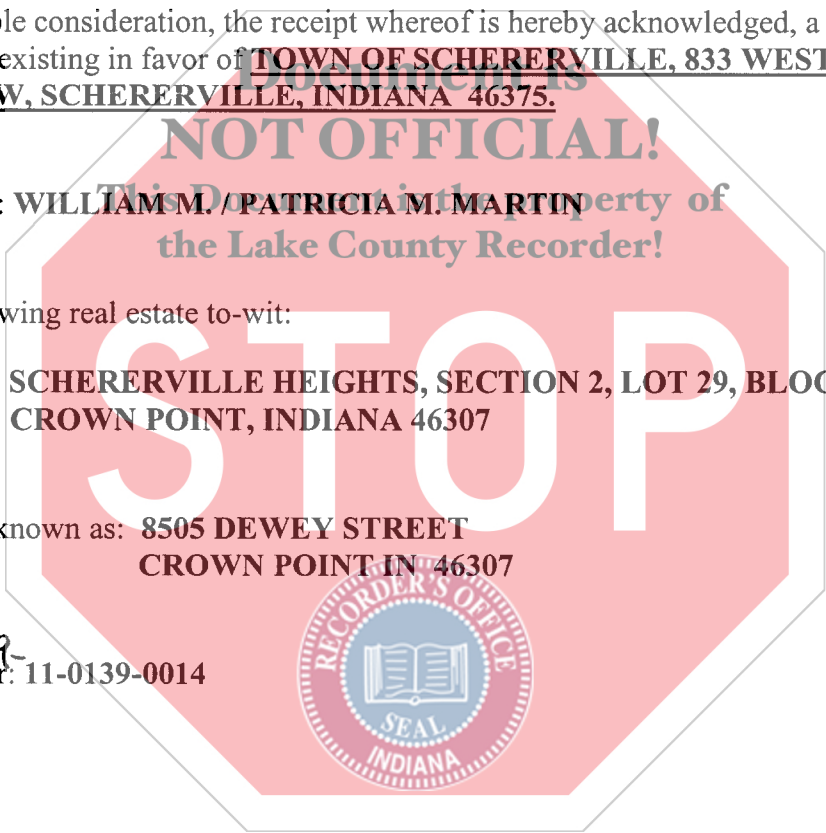 ble consideration, the receipt whereof is hereby acknowledged, a
existing in favor of TOWN OF SCHERERVILLE, 833 WEST
Document is
W, SCHERERVILLE, INDIANA 46375.
NOT OFFICIAL!
: WILLIAM M. / PATRICIA M. MARTIN
This Document is the property of
the Lake County Recorder!
wing real estate to-wit:
STOP
SCHERERVILLE HEIGHTS, SECTION 2, LOT 29, BLOC
CROWN POINT, INDIANA 46307
known as: 8505 DEWEY STREET
CROWN POINT IN 46307
RECORDER'S OFFICE
r: 11-0139-0014
SEAL
INDIANA